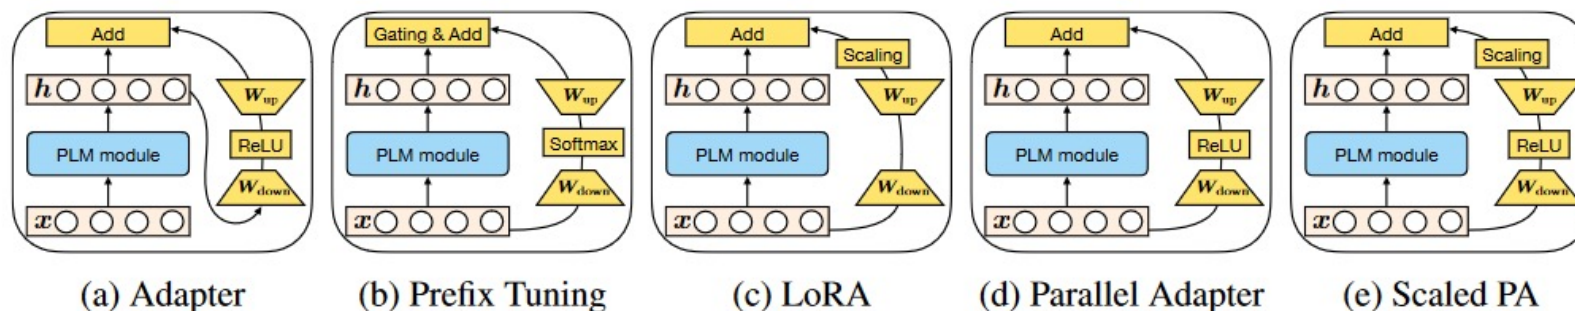 Add
h
W_up
ReLU
PLM module
W_down
x
(a) Adapter
Gating & Add
h
W_up
Softmax
PLM module
W_down
x
(b) Prefix Tuning
Add
Scaling
h
W_up
PLM module
W_down
x
(c) LoRA
Add
h
W_up
ReLU
PLM module
W_down
x
(d) Parallel Adapter
Add
Scaling
h
W_up
ReLU
PLM module
W_down
x
(e) Scaled PA